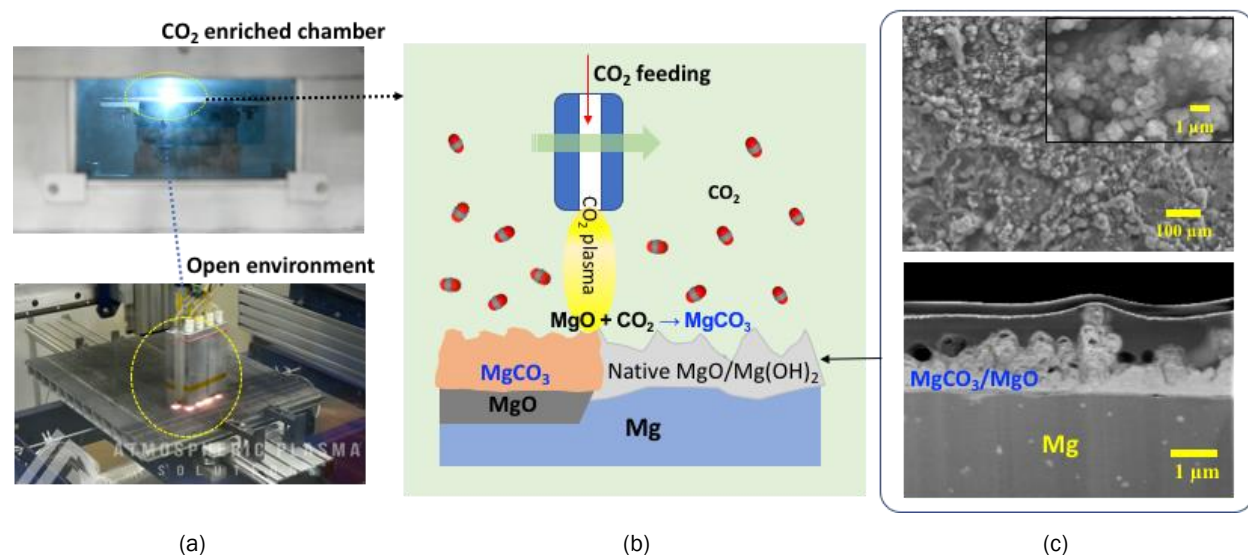 CO₂ enriched chamber
Open environment
ATMOSPHERIC PLASMA
SOLUTIONS
(a)
CO₂ feeding
CO₂ plasma
CO₂
MgO + CO₂ → MgCO₃
MgCO₃
Native MgO/Mg(OH)₂
MgO
Mg
(b)
1 µm
100 µm
MgCO₃/MgO
Mg
1 µm
(c)